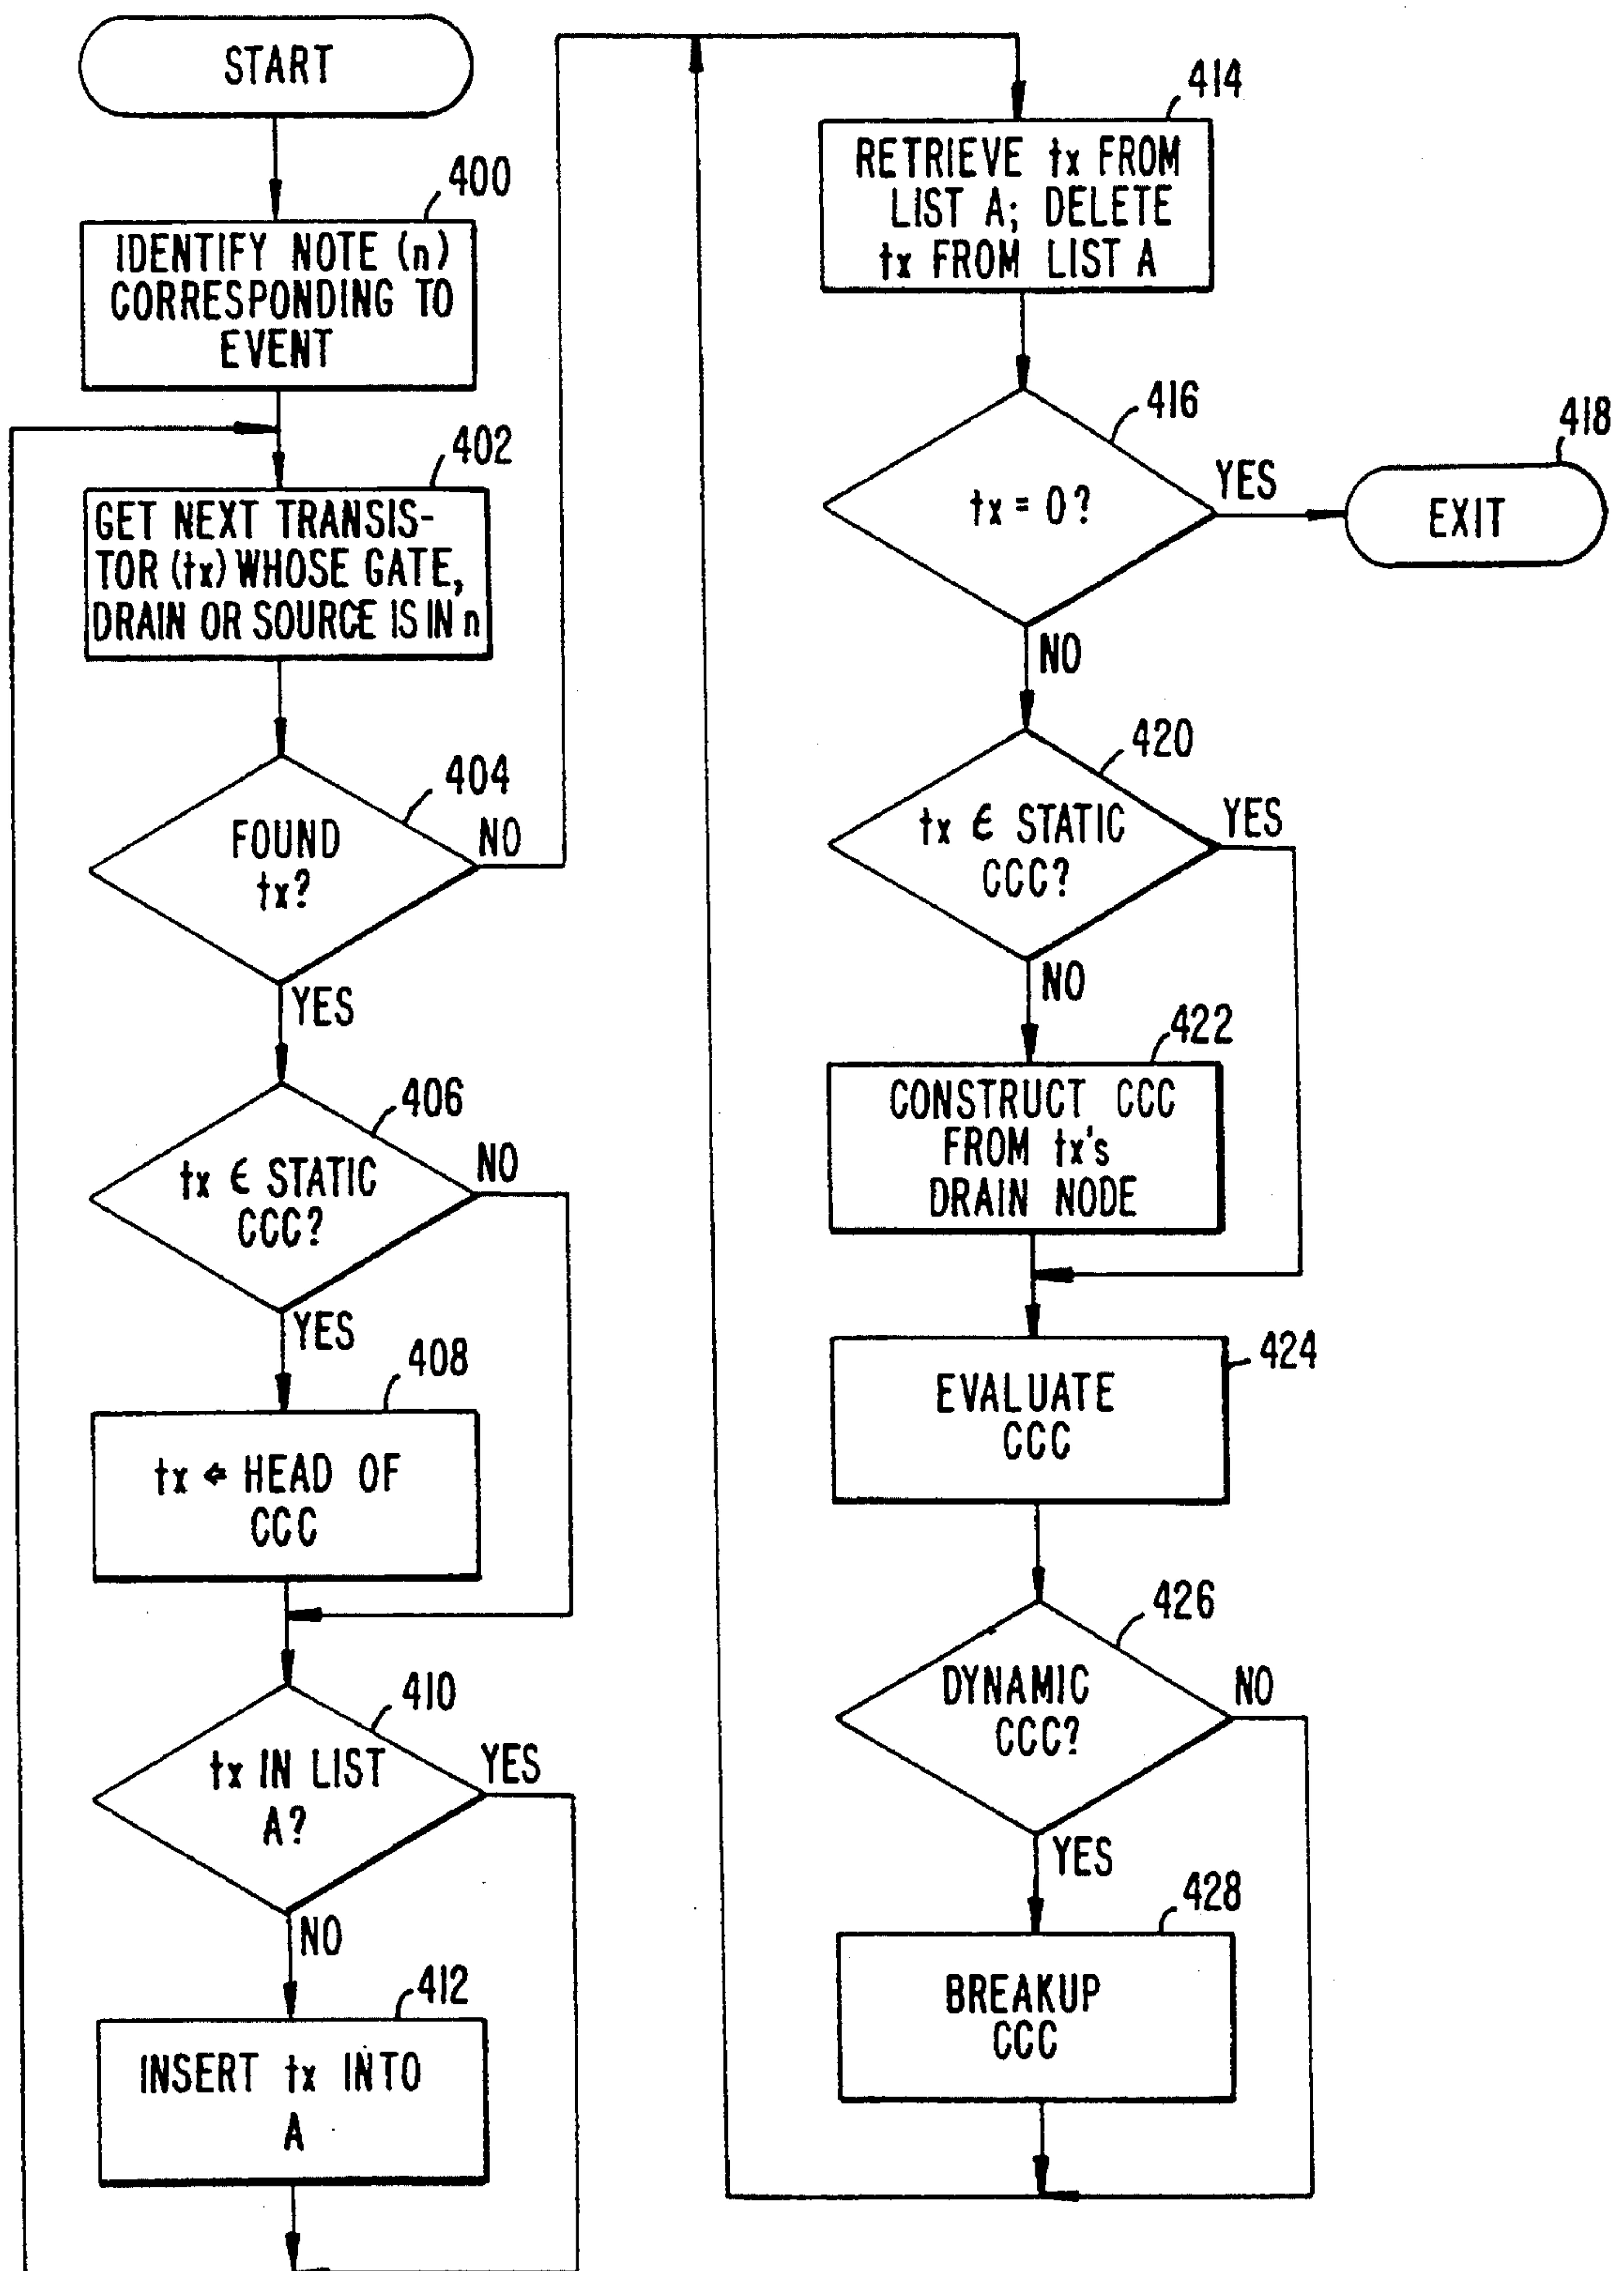 START
400
IDENTIFY NOTE (n)
CORRESPONDING TO
EVENT
402
GET NEXT TRANSIS-
TOR (tx) WHOSE GATE,
DRAIN OR SOURCE IS IN n
404
FOUND
tx?
NO
YES
406
tx ϵ STATIC
CCC?
NO
YES
408
tx ⇐ HEAD OF
CCC
410
tx IN LIST
A?
YES
NO
412
INSERT tx INTO
A
414
RETRIEVE tx FROM
LIST A; DELETE
tx FROM LIST A
416
tx = 0?
YES
418
EXIT
NO
420
tx ϵ STATIC
CCC?
YES
NO
422
CONSTRUCT CCC
FROM tx's
DRAIN NODE
424
EVALUATE
CCC
426
DYNAMIC
CCC?
NO
YES
428
BREAKUP
CCC